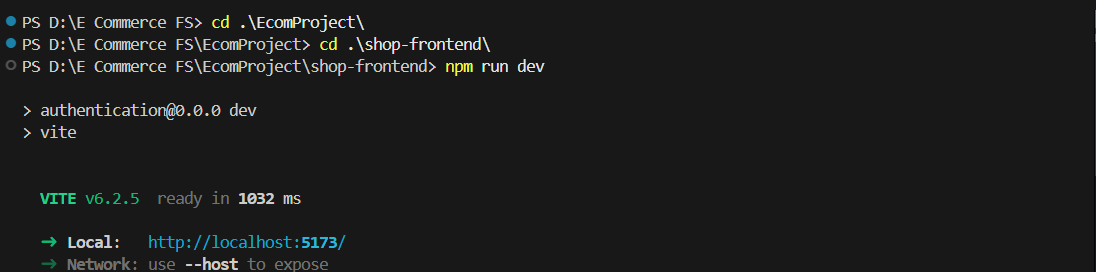 PS D:\E Commerce FS> cd .\EcomProject\
PS D:\E Commerce FS\EcomProject> cd .\shop-frontend\
PS D:\E Commerce FS\EcomProject\shop-frontend> npm run dev
> authentication@0.0.0 dev
> vite
VITE v6.2.5 ready in 1032 ms
➜ Local: http://localhost:5173/
➜ Network: use --host to expose